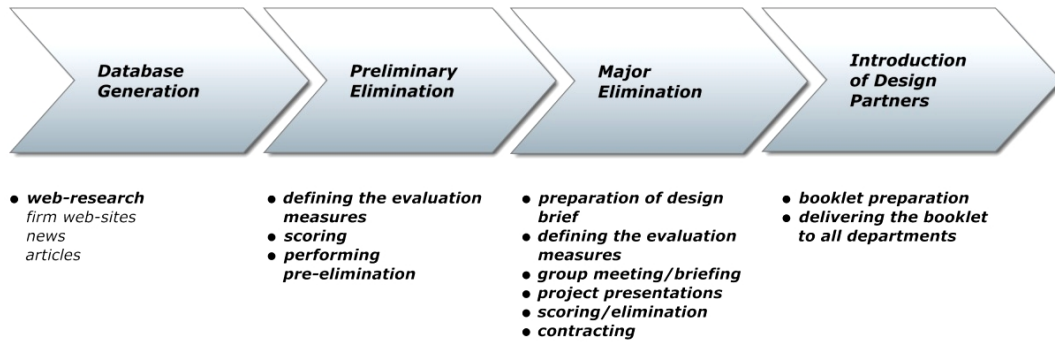 Database
Generation
Preliminary
Elimination
Major
Elimination
Introduction
of Design
Partners
● web-research
firm web-sites
news
articles
● defining the evaluation
measures
● scoring
● performing
pre-elimination
● preparation of design
brief
● defining the evaluation
measures
● group meeting/briefing
● project presentations
● scoring/elimination
● contracting
● booklet preparation
● delivering the booklet
to all departments